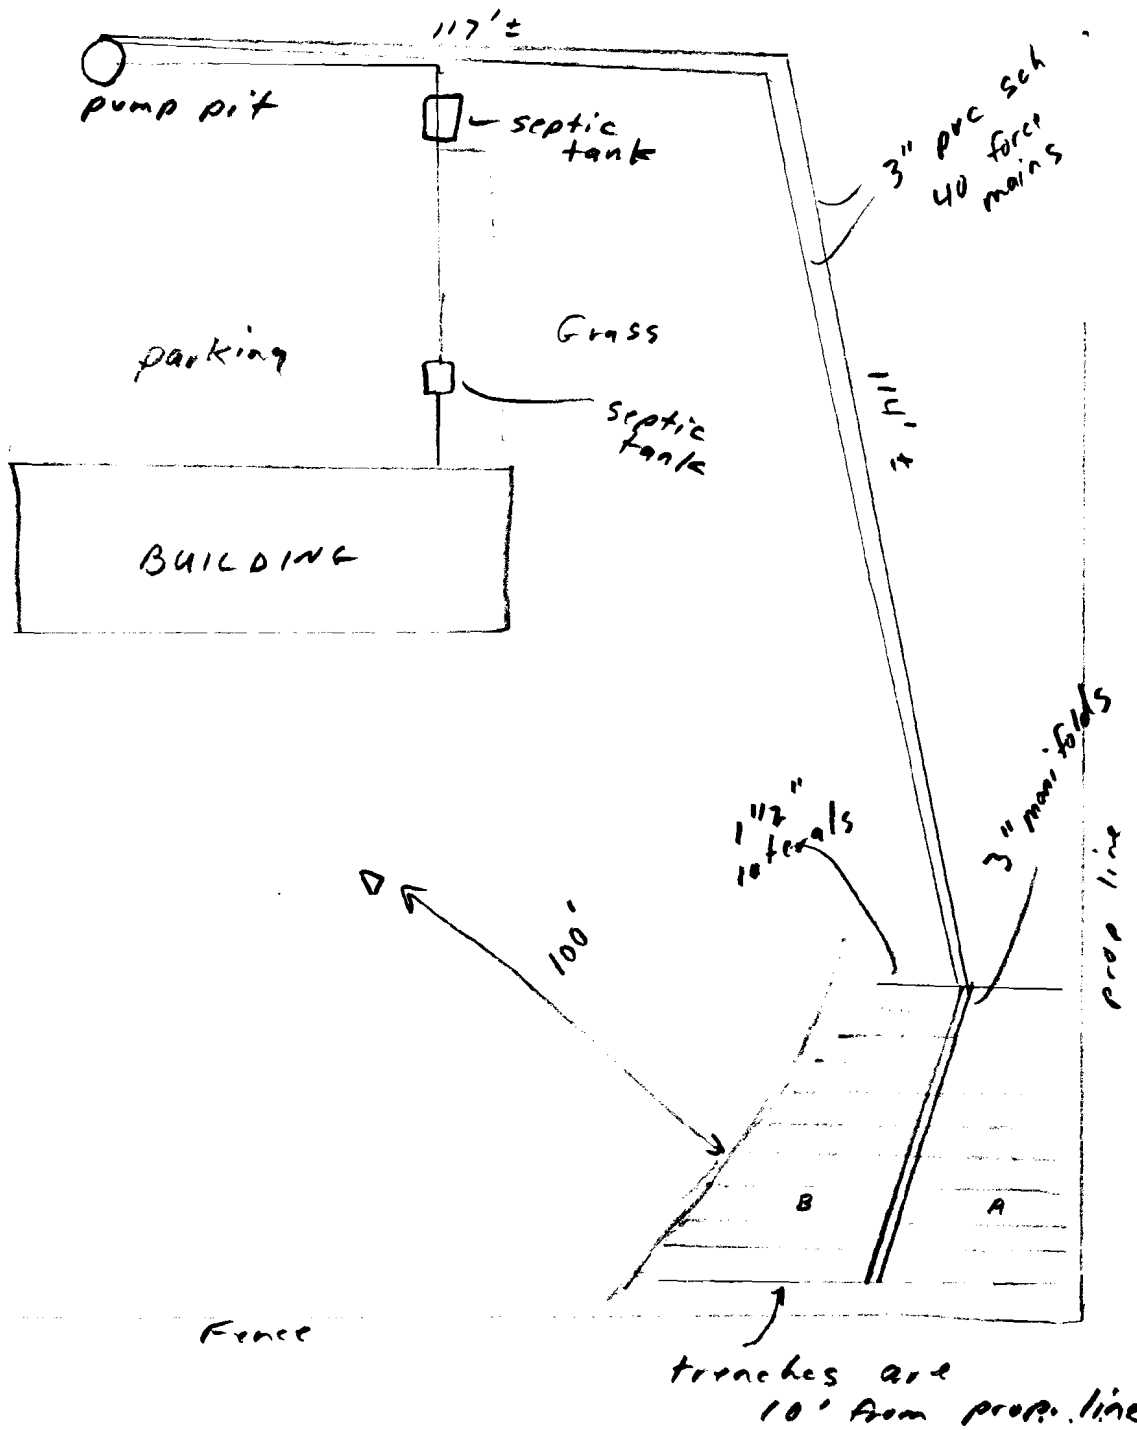 117'±
pump pit
septic
tank
3" pvc sch
40 force
mains
Grass
parking
septic
tank
BUILDING
1 1/2"
laterals
3" manifolds
100'
prop line
B
A
Fence
trenches are
10' from prop. line